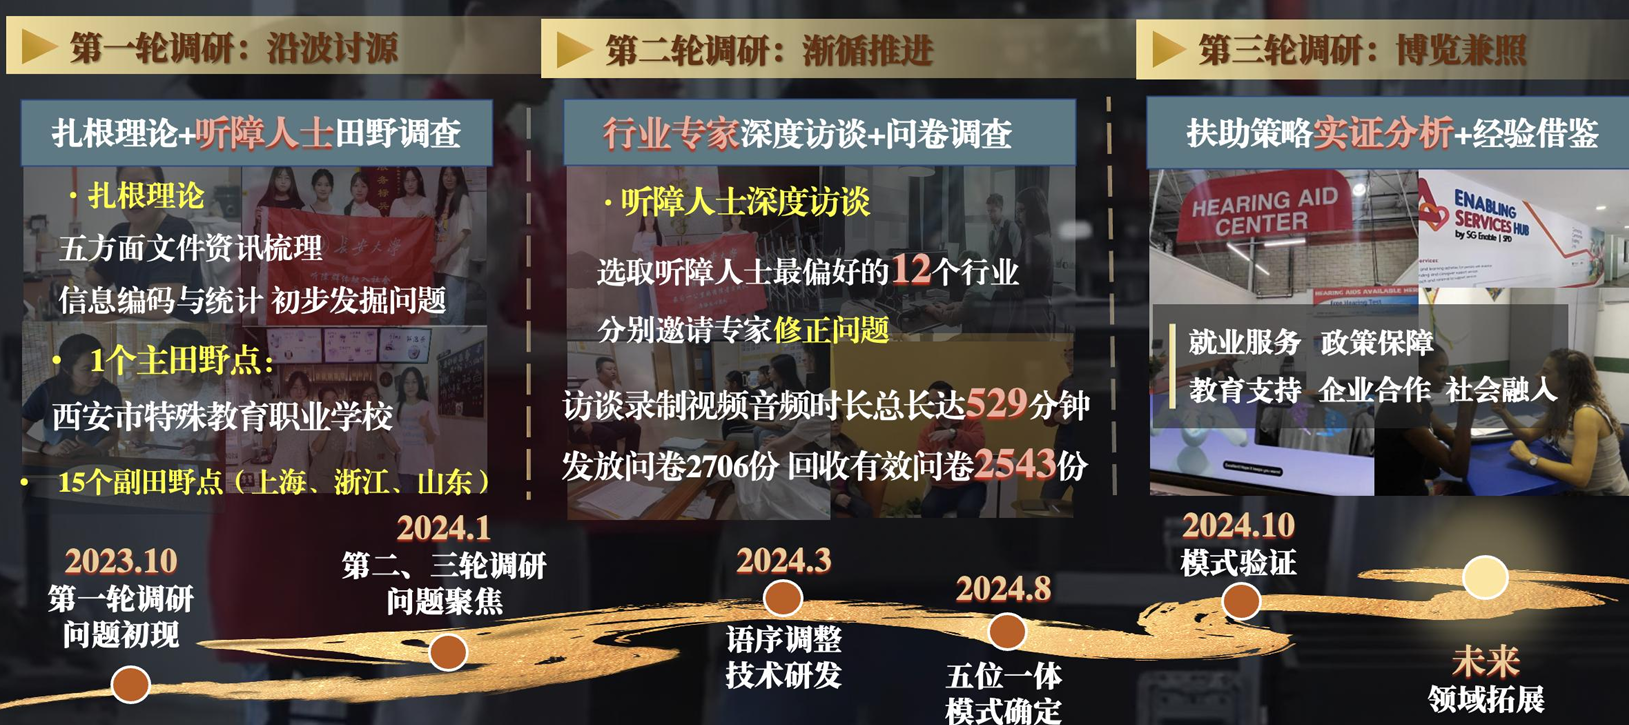 第一轮调研：沿波讨源
扎根理论+听障人士田野调查
· 扎根理论
五方面文件资讯梳理
信息编码与统计 初步发掘问题
• 1个主田野点：
西安市特殊教育职业学校
• 15个副田野点（上海、浙江、山东）
第二轮调研：渐循推进
行业专家深度访谈+问卷调查
· 听障人士深度访谈
选取听障人士最偏好的12个行业
分别邀请专家修正问题
访谈录制视频音频时长总长达529分钟
发放问卷2706份 回收有效问卷2543份
第三轮调研：博览兼照
扶助策略实证分析+经验借鉴
HEARING AID
CENTER
ENABLING
SERVICES HUB
by SG Enable | SPD
HEARING AIDS AVAILABLE HERE
Free Hearing Test
就业服务 政策保障
教育支持 企业合作 社会融入
2023.10
第一轮调研
问题初现
2024.1
第二、三轮调研
问题聚焦
2024.3
语序调整
技术研发
2024.8
五位一体
模式确定
2024.10
模式验证
未来
领域拓展